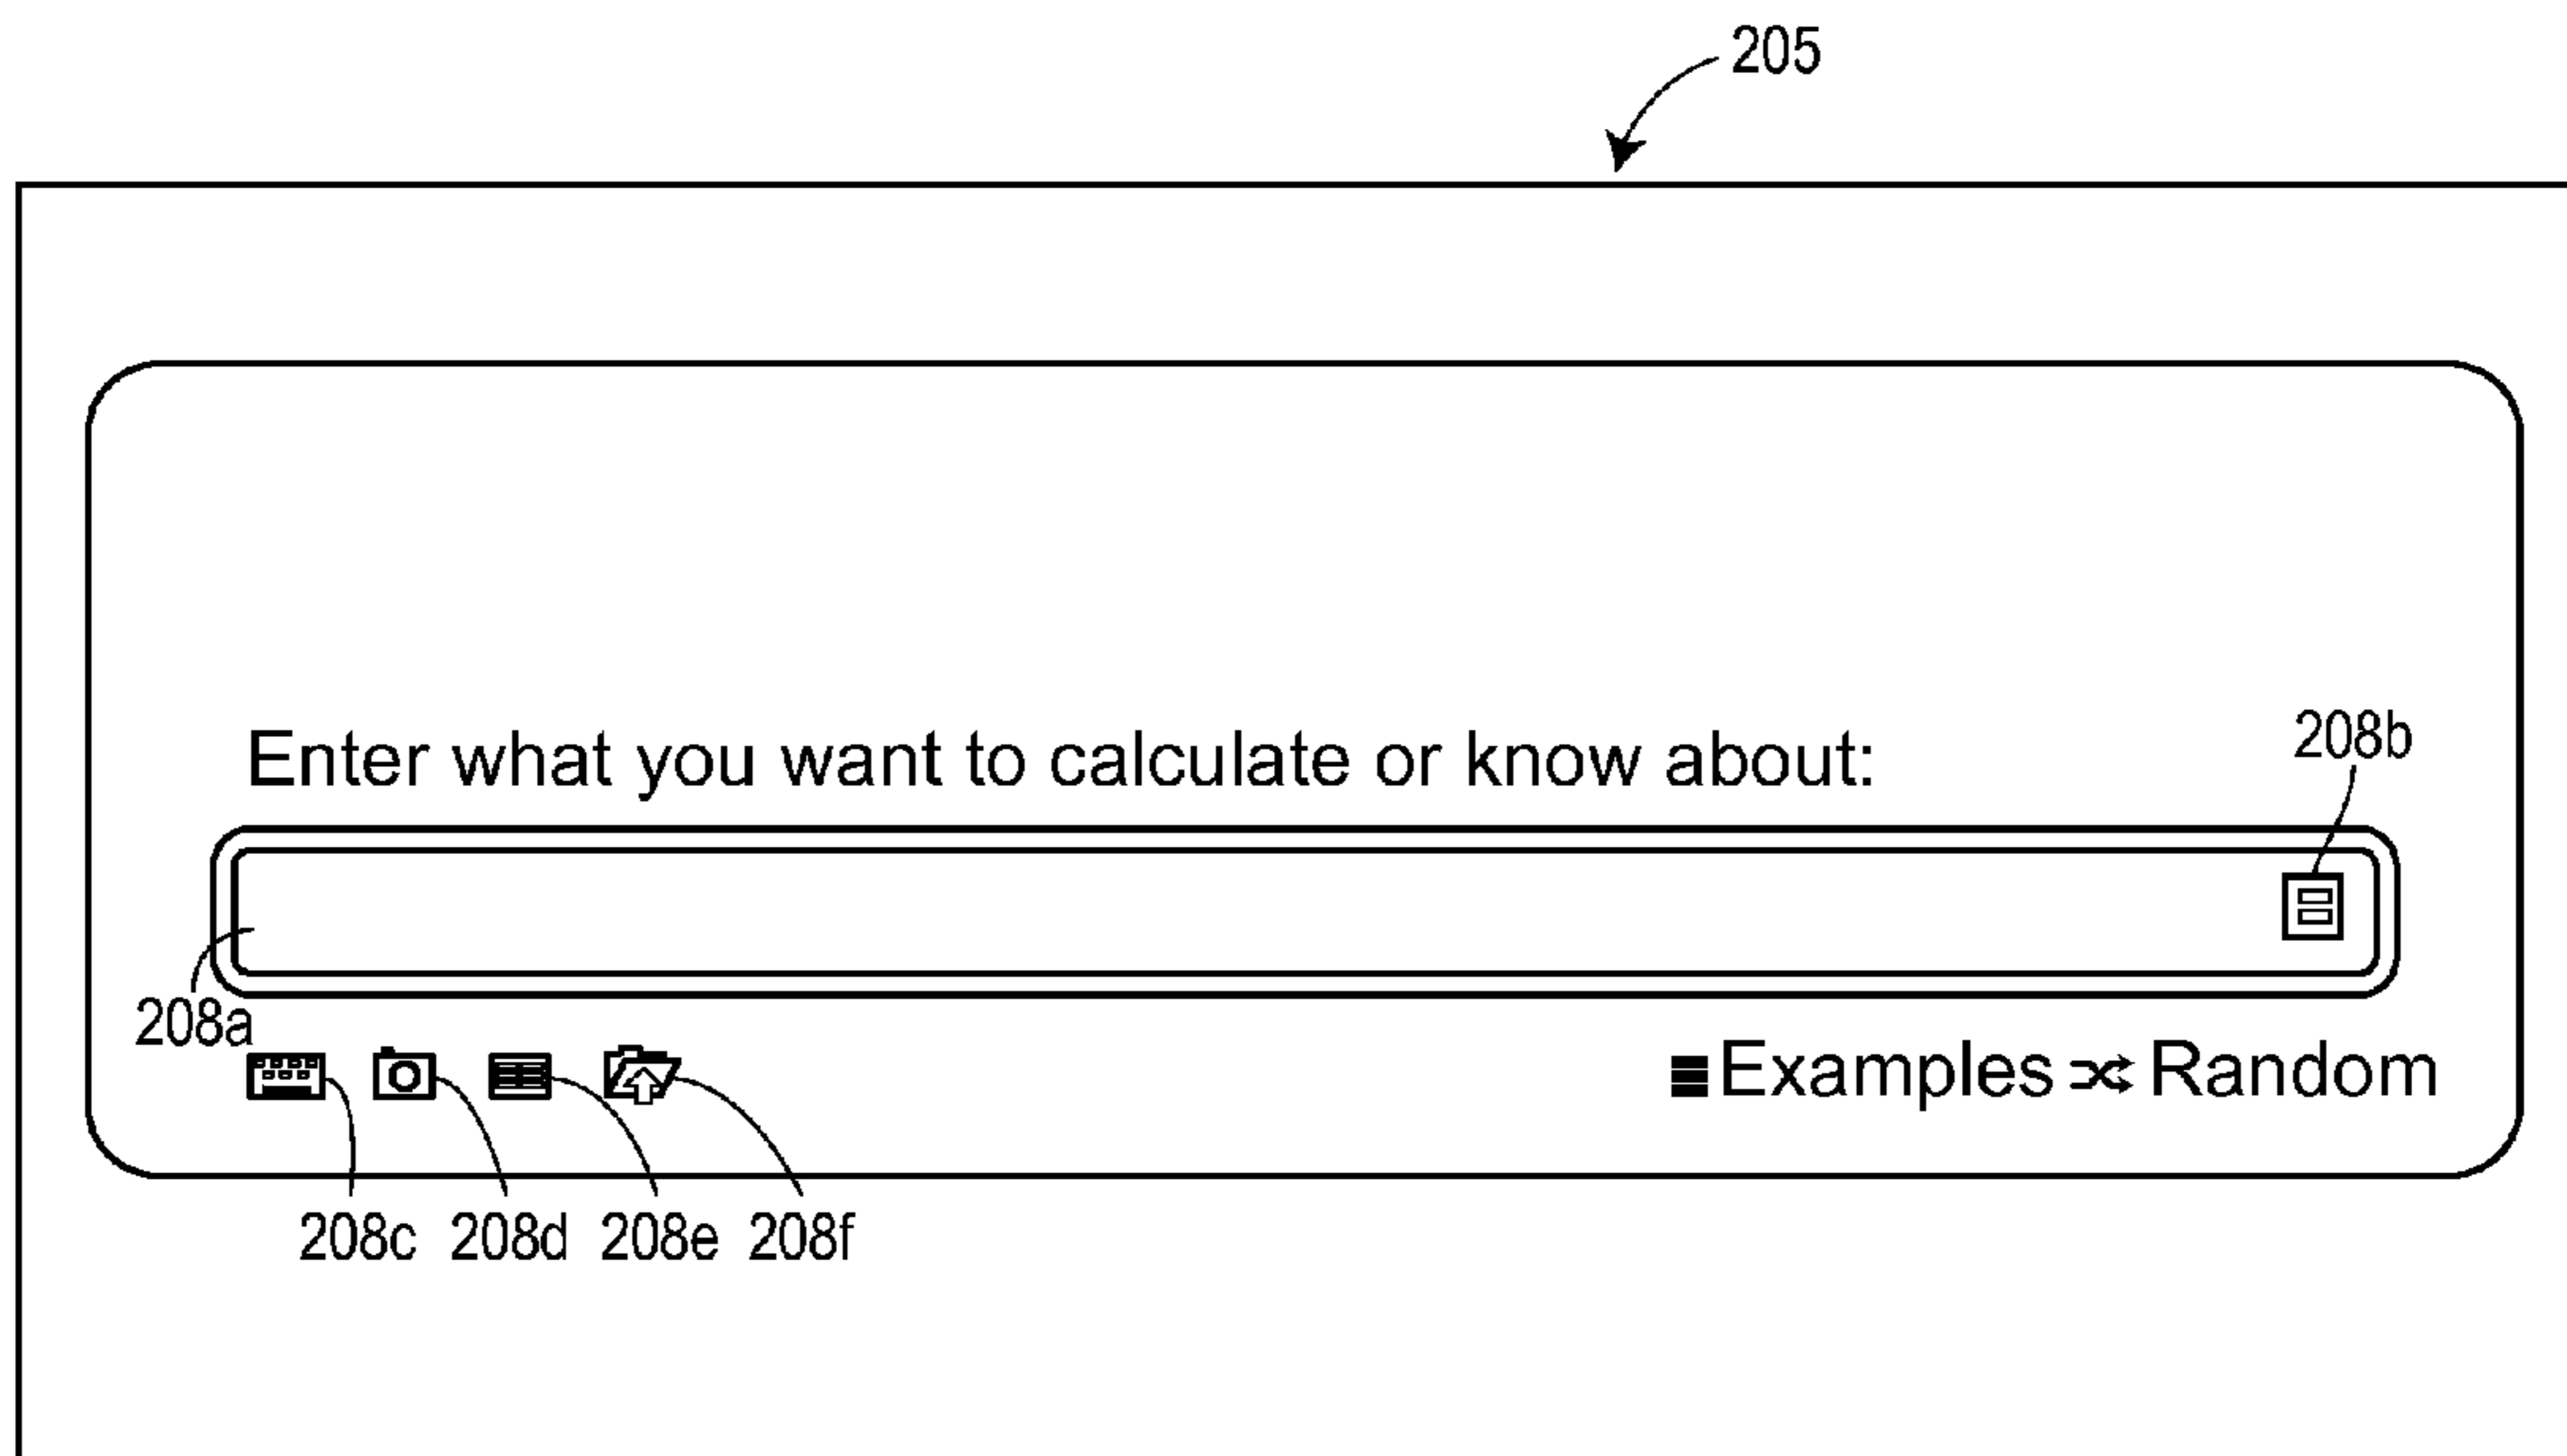 205
Enter what you want to calculate or know about:
208b
208a
Examples Random
208c 208d 208e 208f